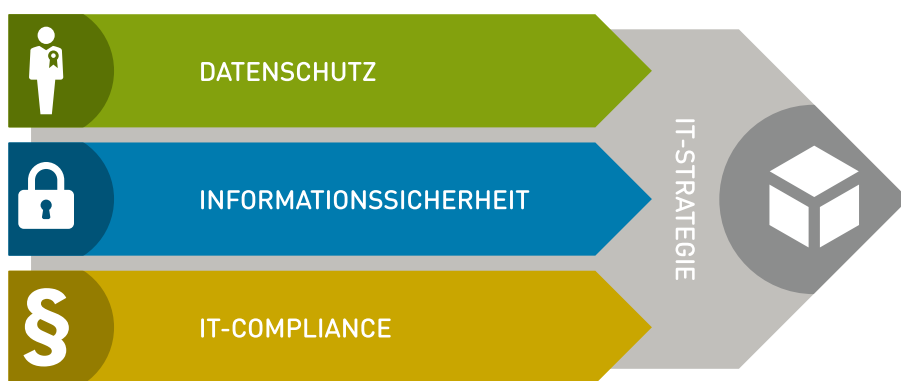 DATENSCHUTZ
INFORMATIONSSICHERHEIT
§ IT-COMPLIANCE
IT-STRATEGIE